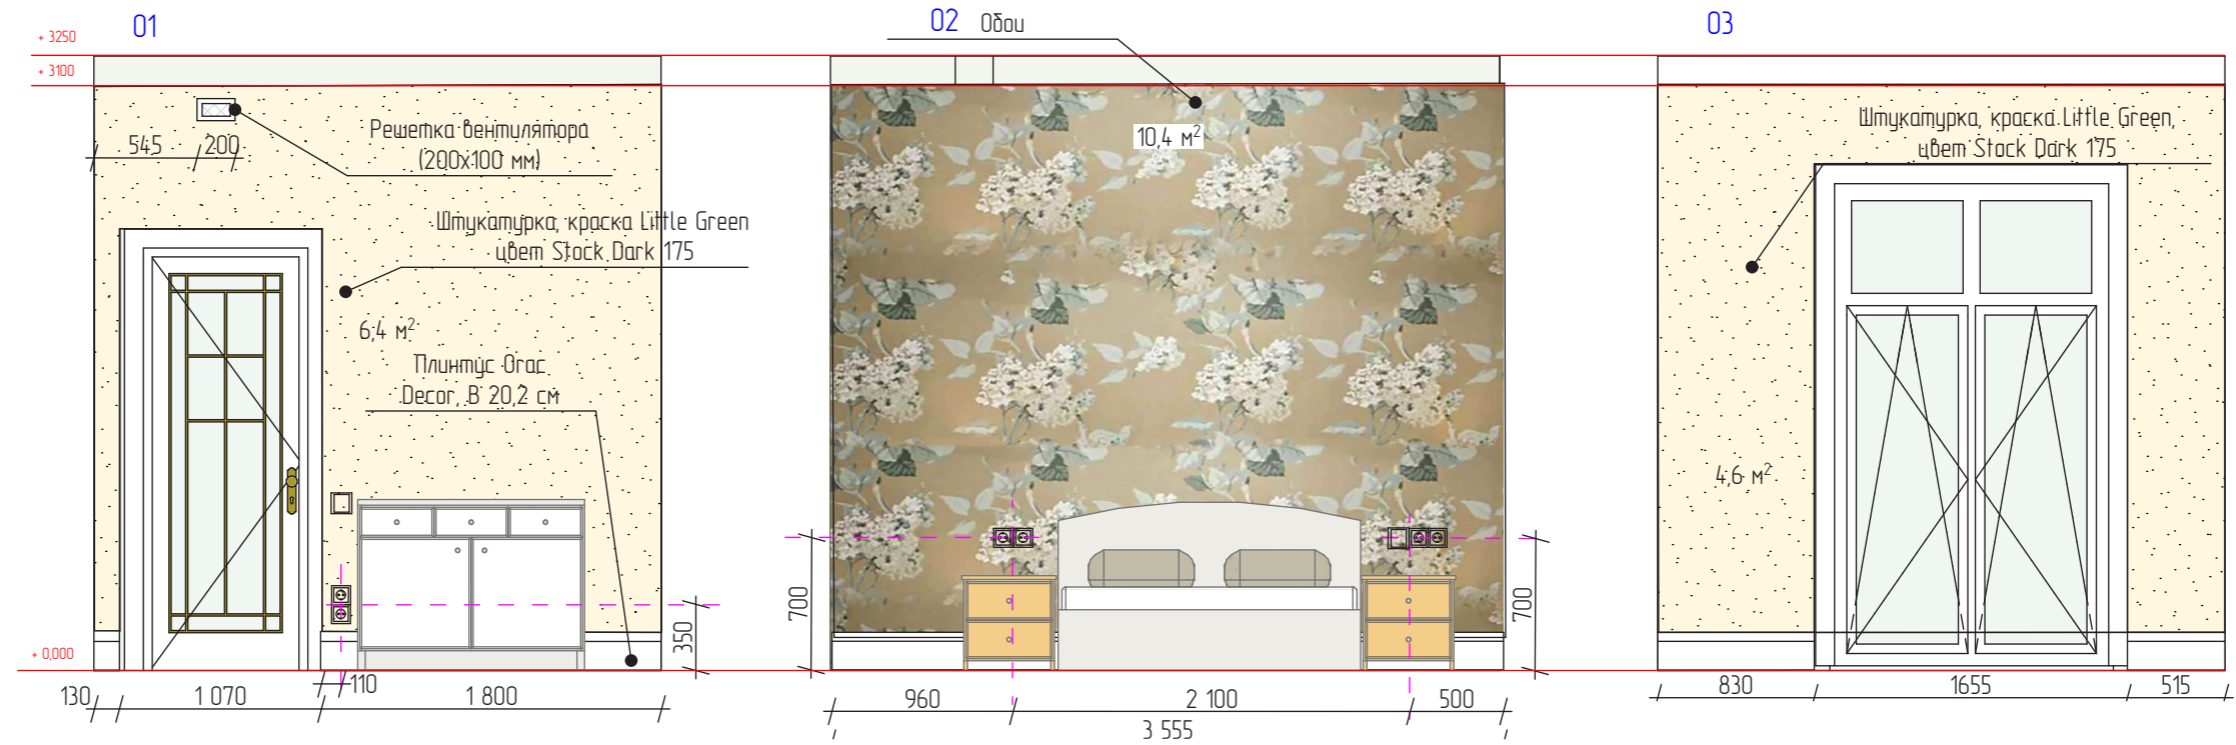 01
02 Обои
03
+ 3250
+ 3100
545
200
Решетка вентилятора
(200х100 мм)
Штукатурка, краска Little Green
цвет Stock Dark 175
6,4 м²
Плинтус Orac
Decor, В 20,2 см
350
+ 0,000
130
1 070
110
1 800
10,4 м²
700
700
960
2 100
500
3 555
Штукатурка, краска Little Green,
цвет Stock Dark 175
4,6 м²
830
1655
515